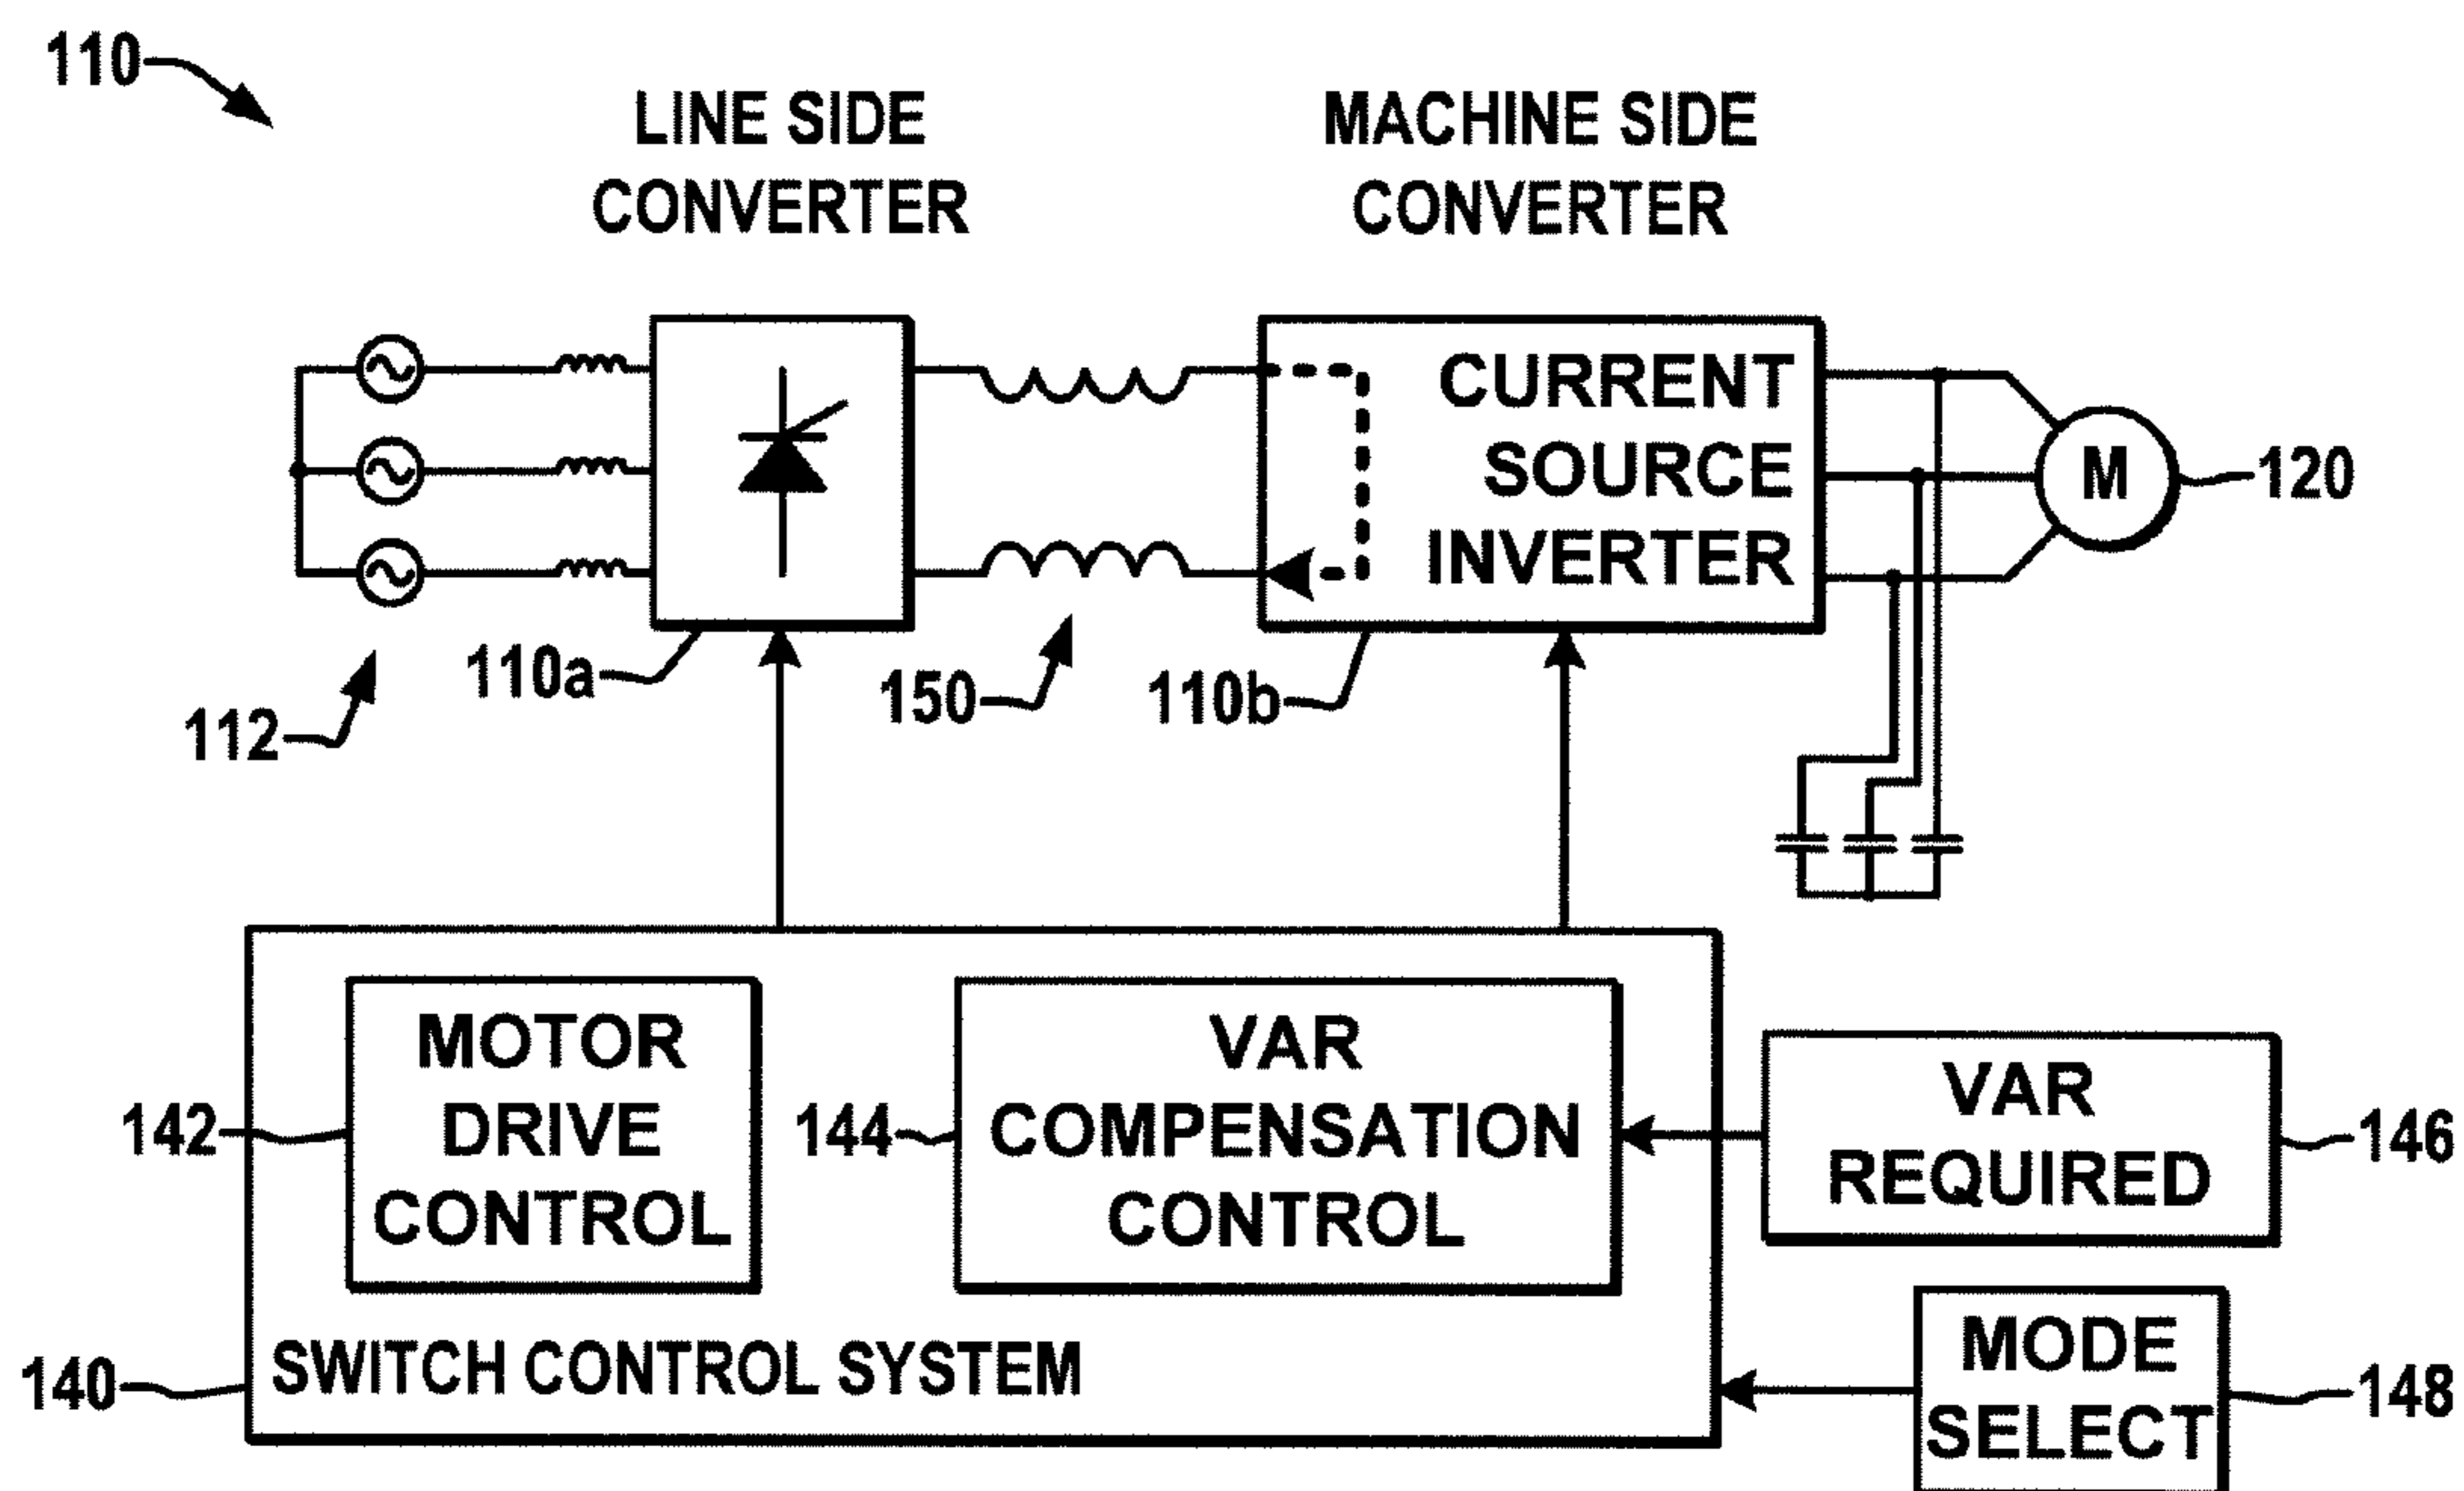 110
LINE SIDE
CONVERTER
MACHINE SIDE
CONVERTER
CURRENT
SOURCE
INVERTER
M
120
110a
150
110b
112
MOTOR
DRIVE
CONTROL
142
VAR
COMPENSATION
CONTROL
144
VAR
REQUIRED
146
SWITCH CONTROL SYSTEM
140
MODE
SELECT
148